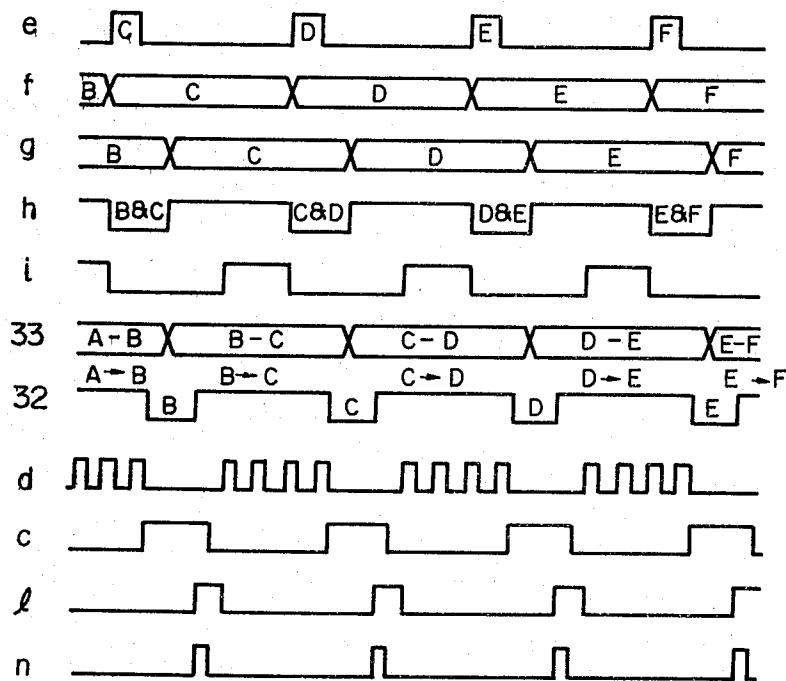 e C D E F
f B C D E F
g B C D E F
h B&C C&D D&E E&F
i
33 A-B B-C C-D D-E E-F
A→B B→C C→D D→E E→F
32 B C D E
d
c
ℓ
n